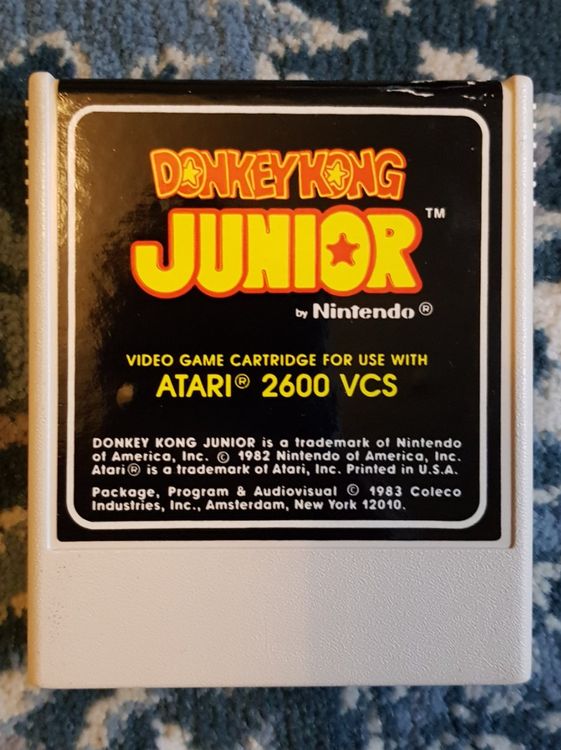 DONKEY KONG
JUNIOR™
by Nintendo®
VIDEO GAME CARTRIDGE FOR USE WITH
ATARI® 2600 VCS
DONKEY KONG JUNIOR is a trademark of Nintendo
of America, Inc. © 1982 Nintendo of America, Inc.
Atari® is a trademark of Atari, Inc. Printed in U.S.A.
Package, Program & Audiovisual © 1983 Coleco
Industries, Inc., Amsterdam, New York 12010.